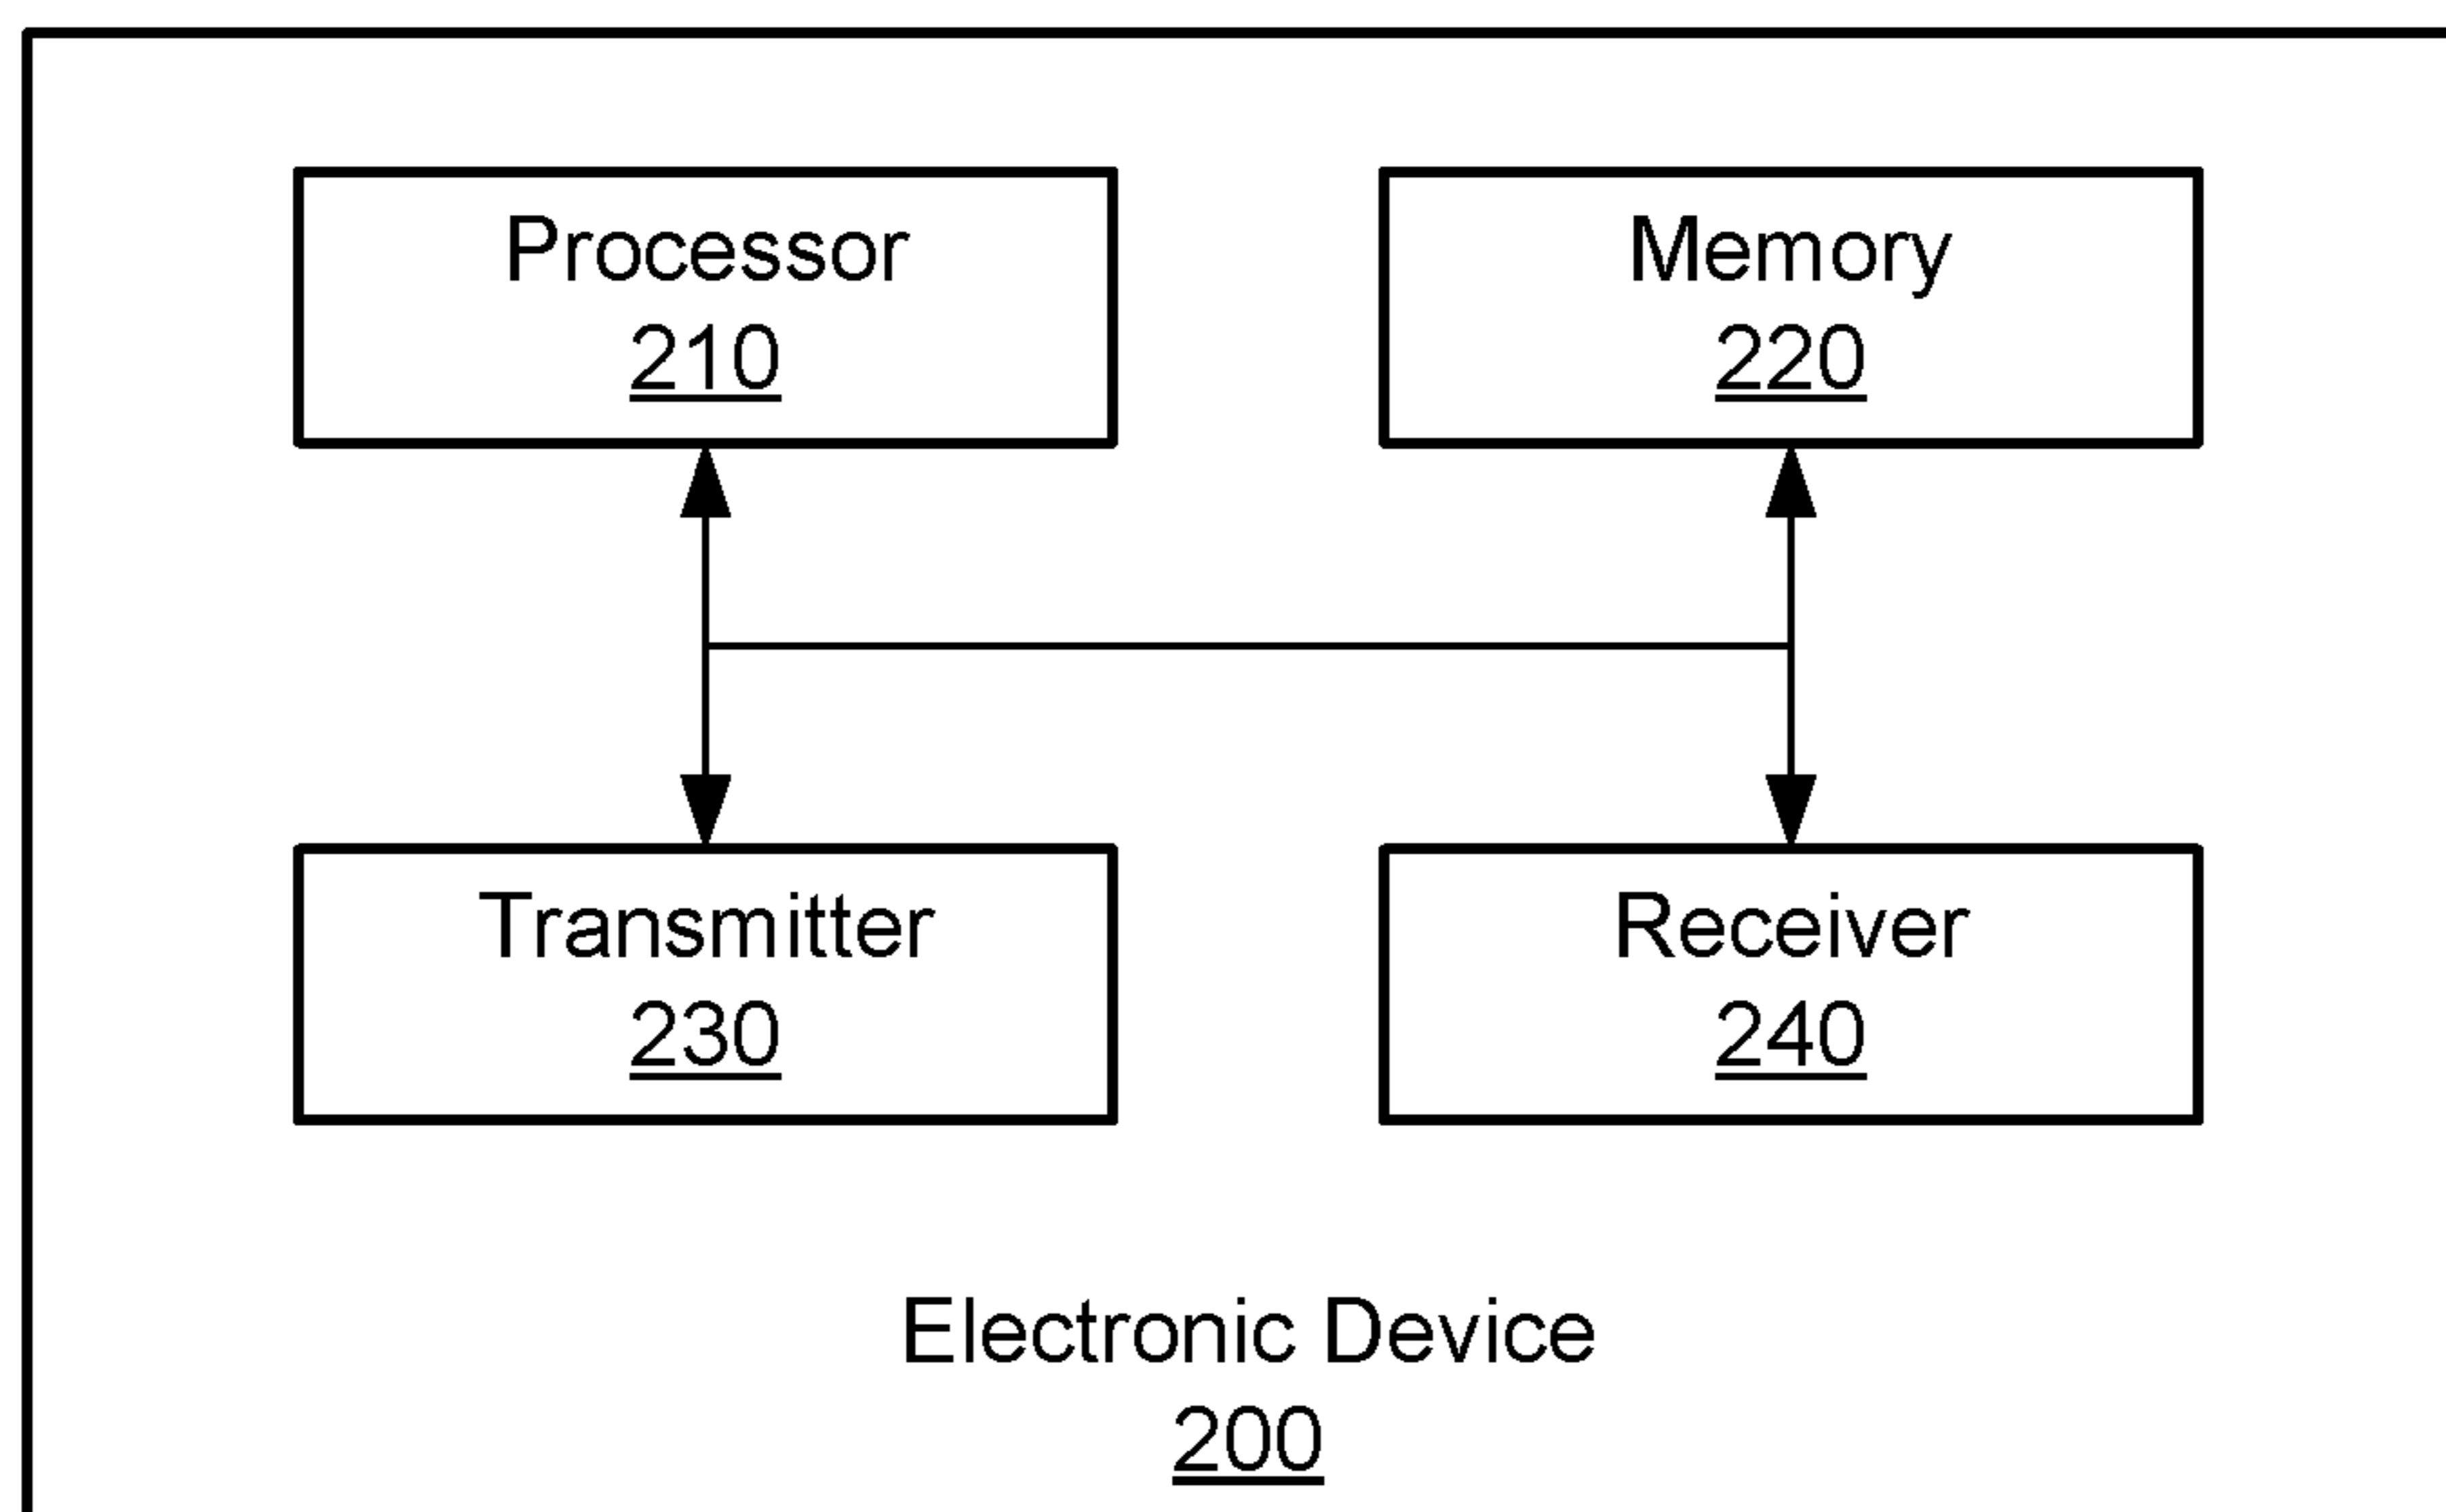 Processor
210
Memory
220
Transmitter
230
Receiver
240
Electronic Device
200